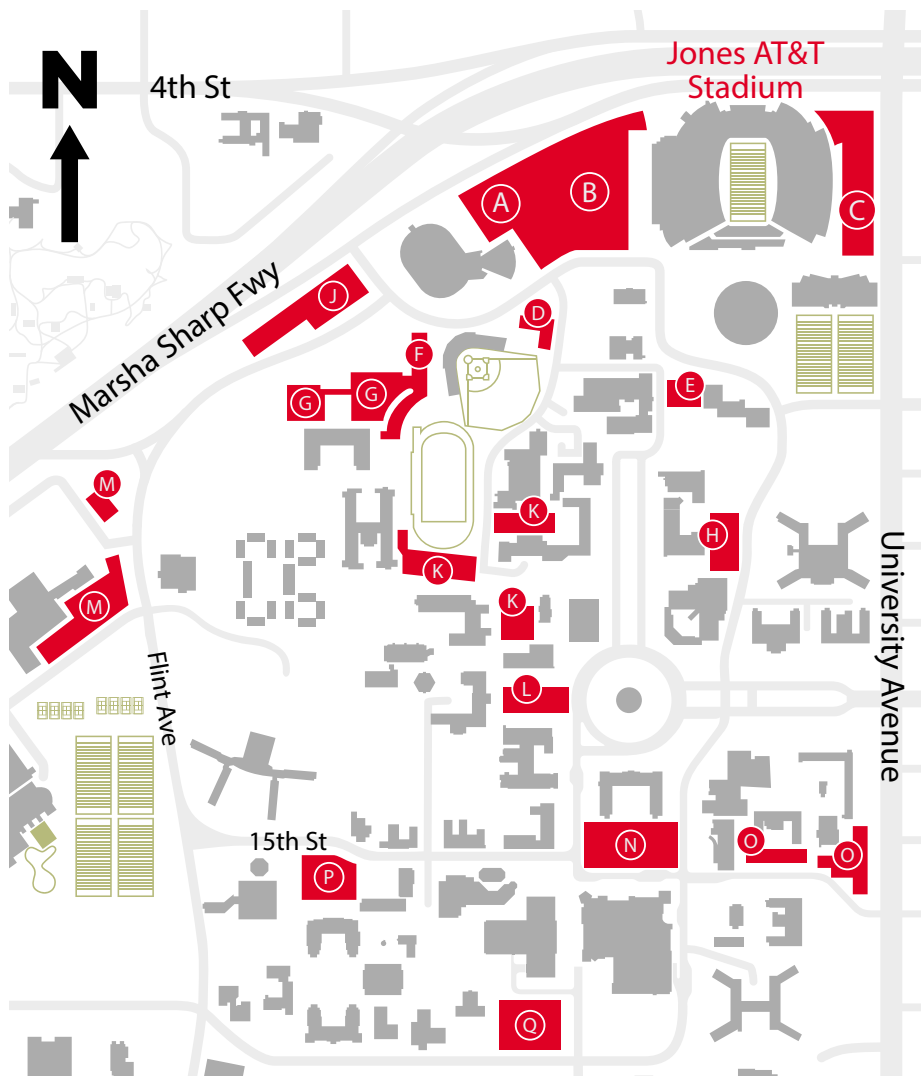 N
4th St
Jones AT&T
Stadium
A
B
C
Marsha Sharp Fwy
J
D
F
G
G
E
M
K
H
K
M
K
University Avenue
Flint Ave
L
15th St
N
O
O
P
Q